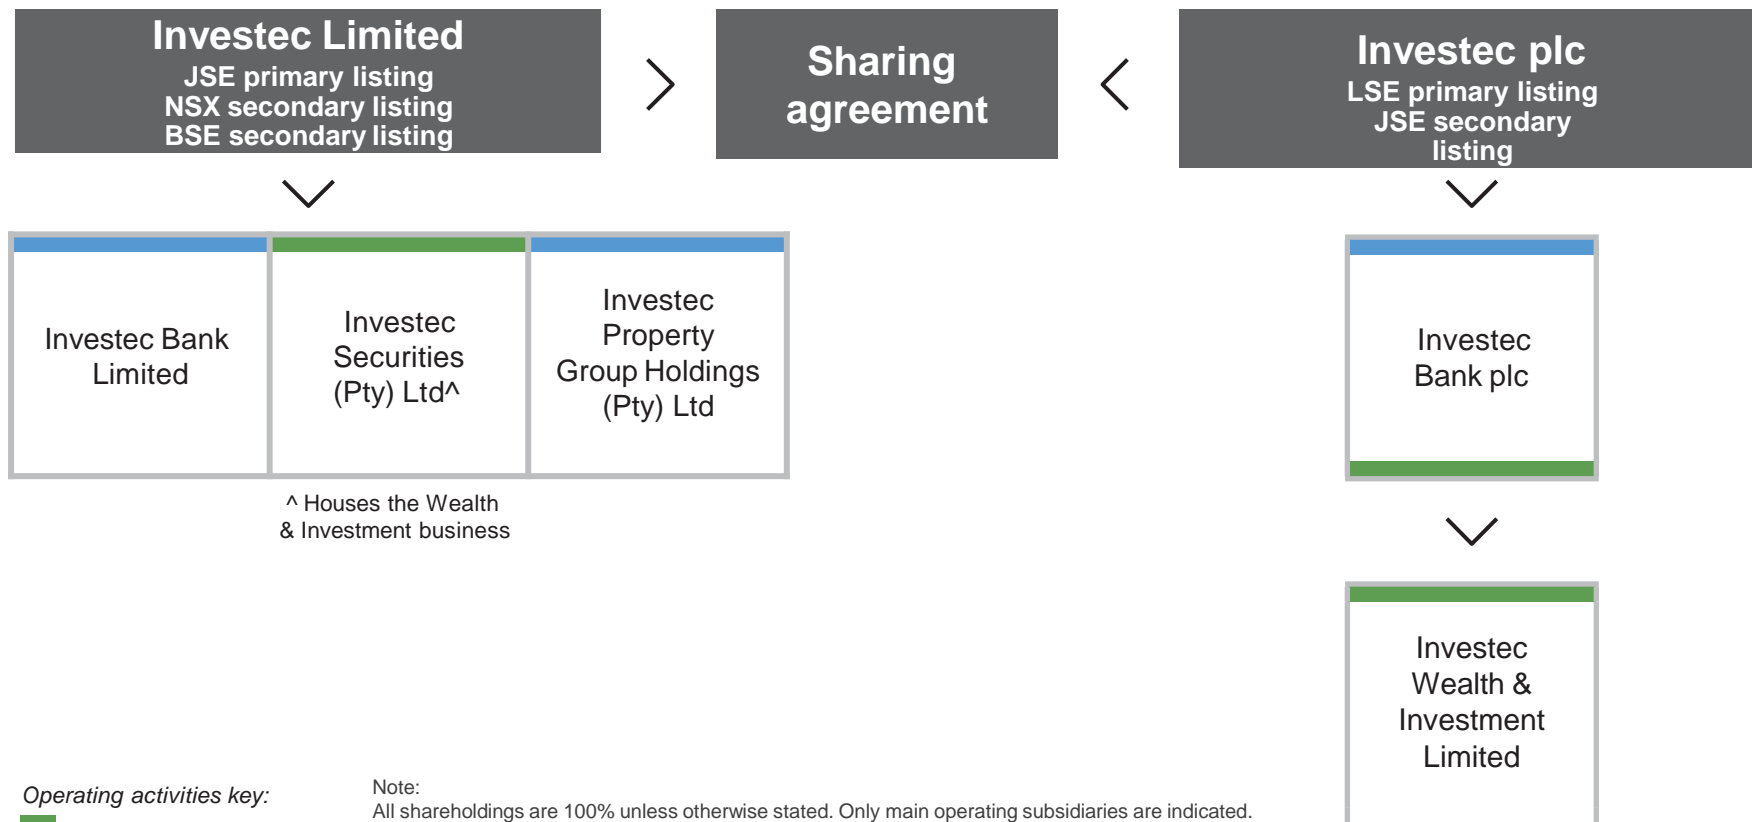 Investec Limited
JSE primary listing
NSX secondary listing
BSE secondary listing
Sharing
agreement
Investec plc
LSE primary listing
JSE secondary
listing
Investec Bank
Limited
Investec
Securities
(Pty) Ltd^
Investec
Property
Group Holdings
(Pty) Ltd
Investec
Bank plc
^ Houses the Wealth
& Investment business
Investec
Wealth &
Investment
Limited
Operating activities key:
Note:
All shareholdings are 100% unless otherwise stated. Only main operating subsidiaries are indicated.